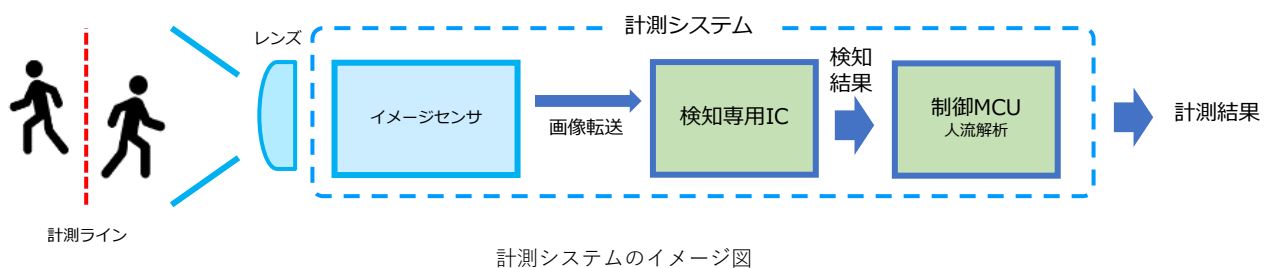 計測システム
レンズ
イメージセンサ
画像転送
検知専用IC
検知
結果
制御MCU
人流解析
計測結果
計測ライン
計測システムのイメージ図